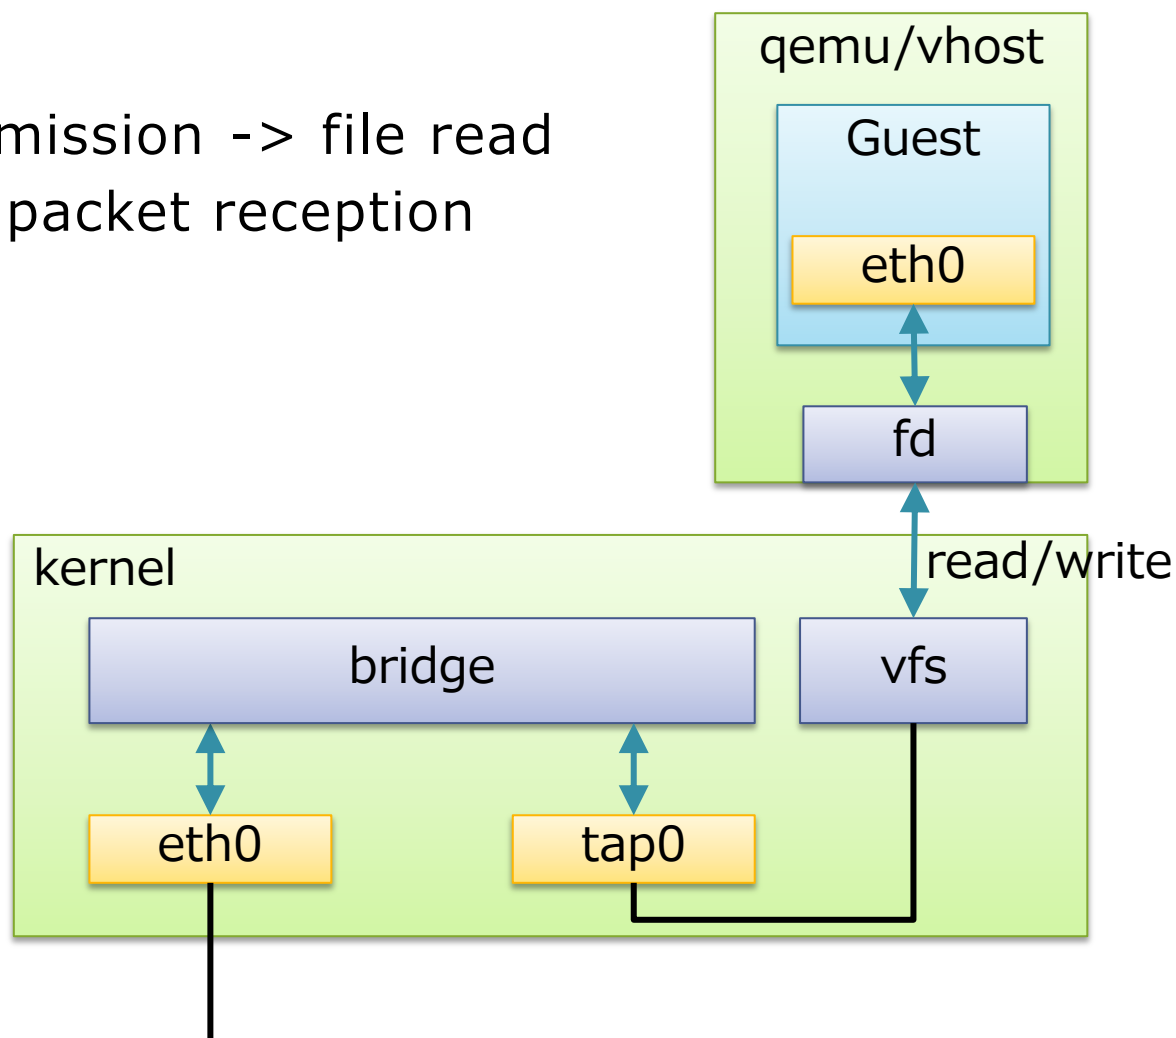 mission -> file read
packet reception
qemu/vhost
Guest
eth0
fd
read/write
kernel
bridge
vfs
eth0
tap0